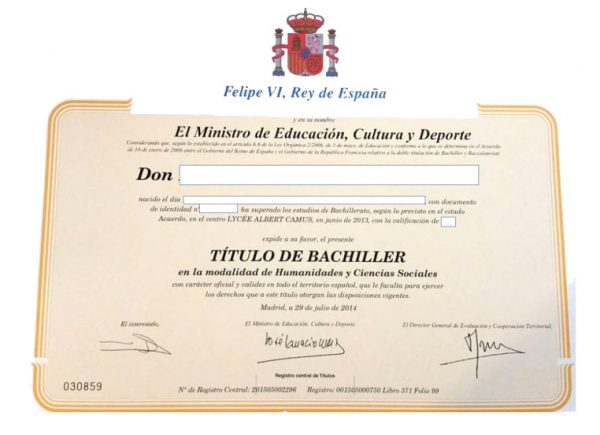 Felipe VI, Rey de España
y en su nombre
El Ministro de Educación, Cultura y Deporte
Considerando que, según lo establecido en el artículo 6.6 de la Ley Orgánica 2/2006, de 3 de mayo, de Educación y conforme a lo que se determina en el Acuerdo
de 10 de enero de 2008 entre el Gobierno del Reino de España y el Gobierno de la República Francesa relativo a la doble titulación de Bachiller y Baccalauréat,
Don
nacido el día con documento
de identidad nº ha superado los estudios de Bachillerato, según lo previsto en el citado
Acuerdo, en el centro LYCÉE ALBERT CAMUS, en junio de 2013, con la calificación de
expide a su favor, el presente
TÍTULO DE BACHILLER
en la modalidad de Humanidades y Ciencias Sociales
con carácter oficial y validez en todo el territorio español, que le faculta para ejercer
los derechos que a este título otorgan las disposiciones vigentes.
Madrid, a 29 de julio de 2014
El interesado, El Ministro de Educación, Cultura y Deporte El Director General de Evaluación y Cooperación Territorial,
Registro central de Títulos
030859
Nº de Registro Central: 201505002296 Registro: 001505000750 Libro 371 Folio 99